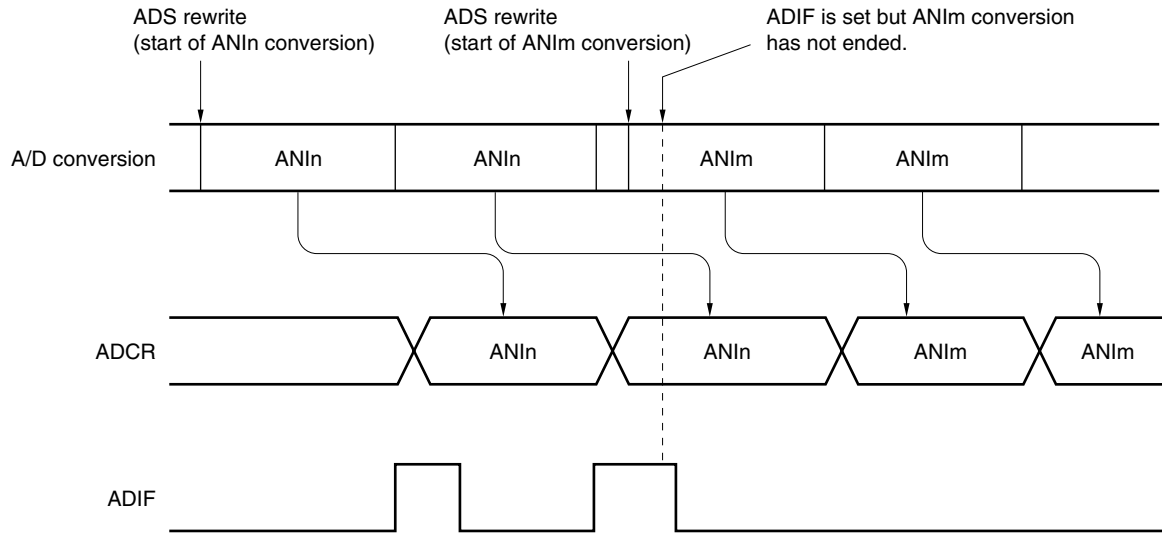 ADS rewrite
(start of ANIn conversion)
ADS rewrite
(start of ANIm conversion)
ADIF is set but ANIm conversion
has not ended.
A/D conversion
ANIn
ANIn
ANIm
ANIm
ADCR
ANIn
ANIn
ANIm
ANIm
ADIF